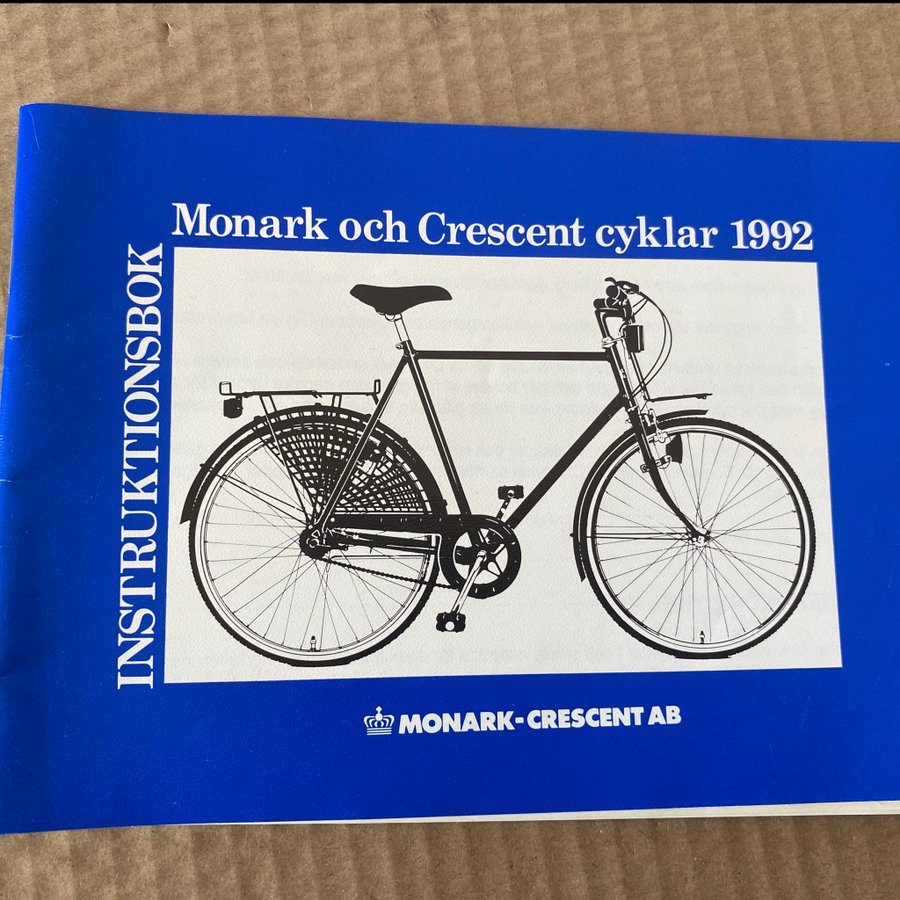 Monark och Crescent cyklar 1992
INSTRUKTIONSBOK
MONARK-CRESCENT AB